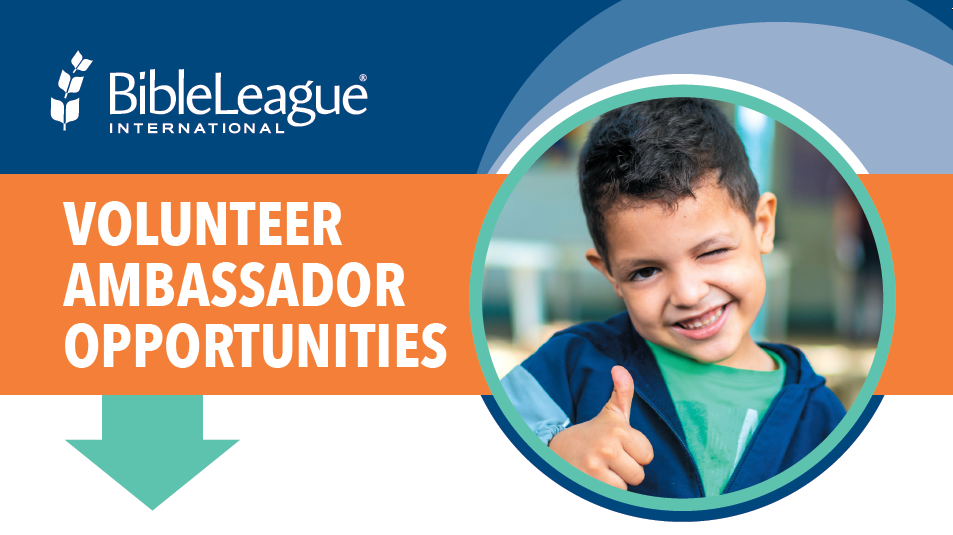 BibleLeague®
INTERNATIONAL
VOLUNTEER
AMBASSADOR
OPPORTUNITIES